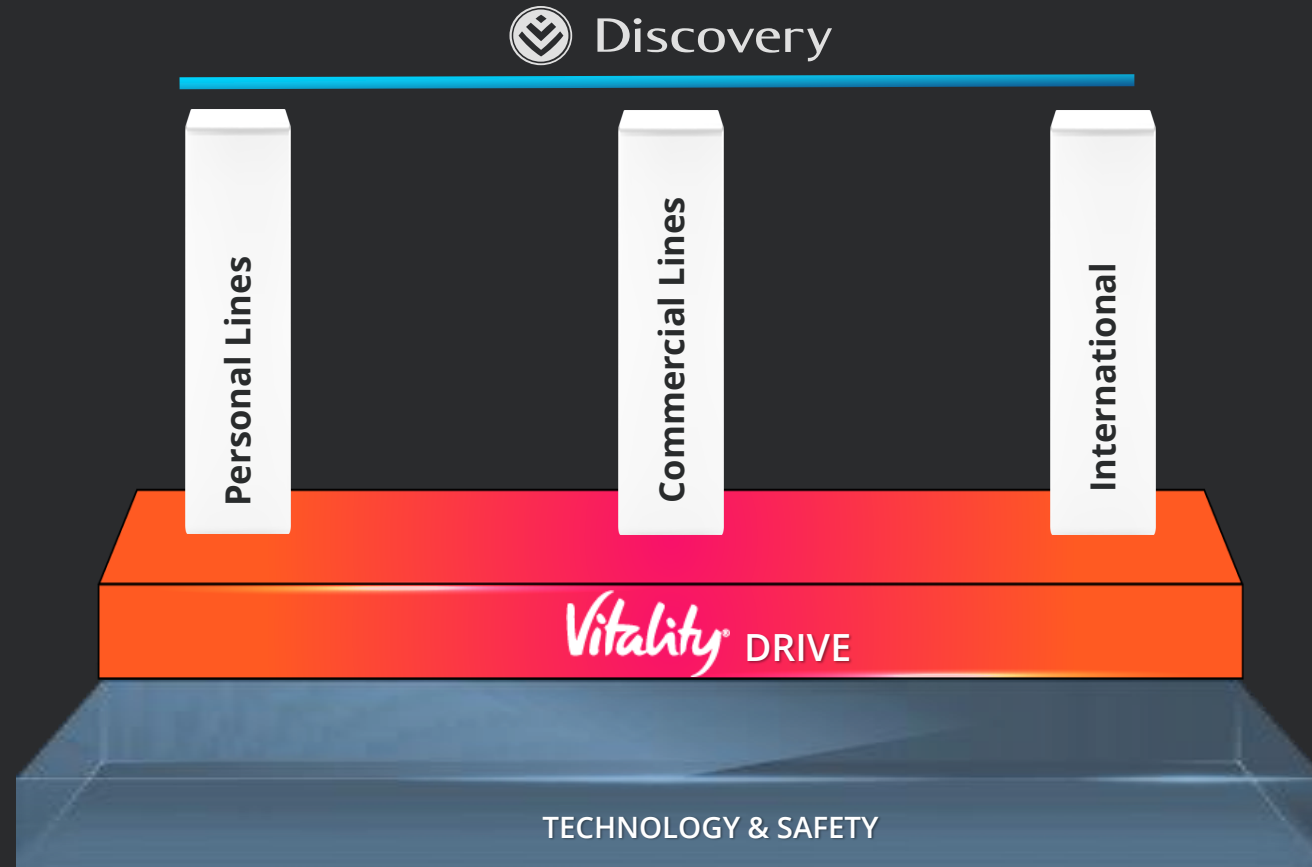 Discovery
Personal Lines
Commercial Lines
International
Vitality® DRIVE
TECHNOLOGY & SAFETY